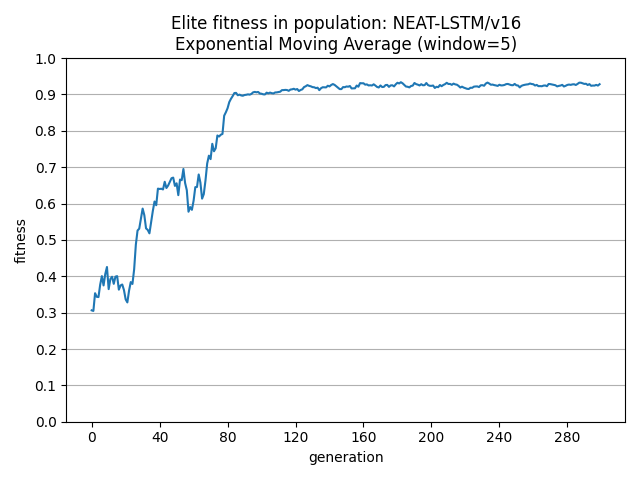 Elite fitness in population: NEAT-LSTM/v16
Exponential Moving Average (window=5)
fitness
1.0
0.9
0.8
0.7
0.6
0.5
0.4
0.3
0.2
0.1
0.0
0 40 80 120 160 200 240 280
generation